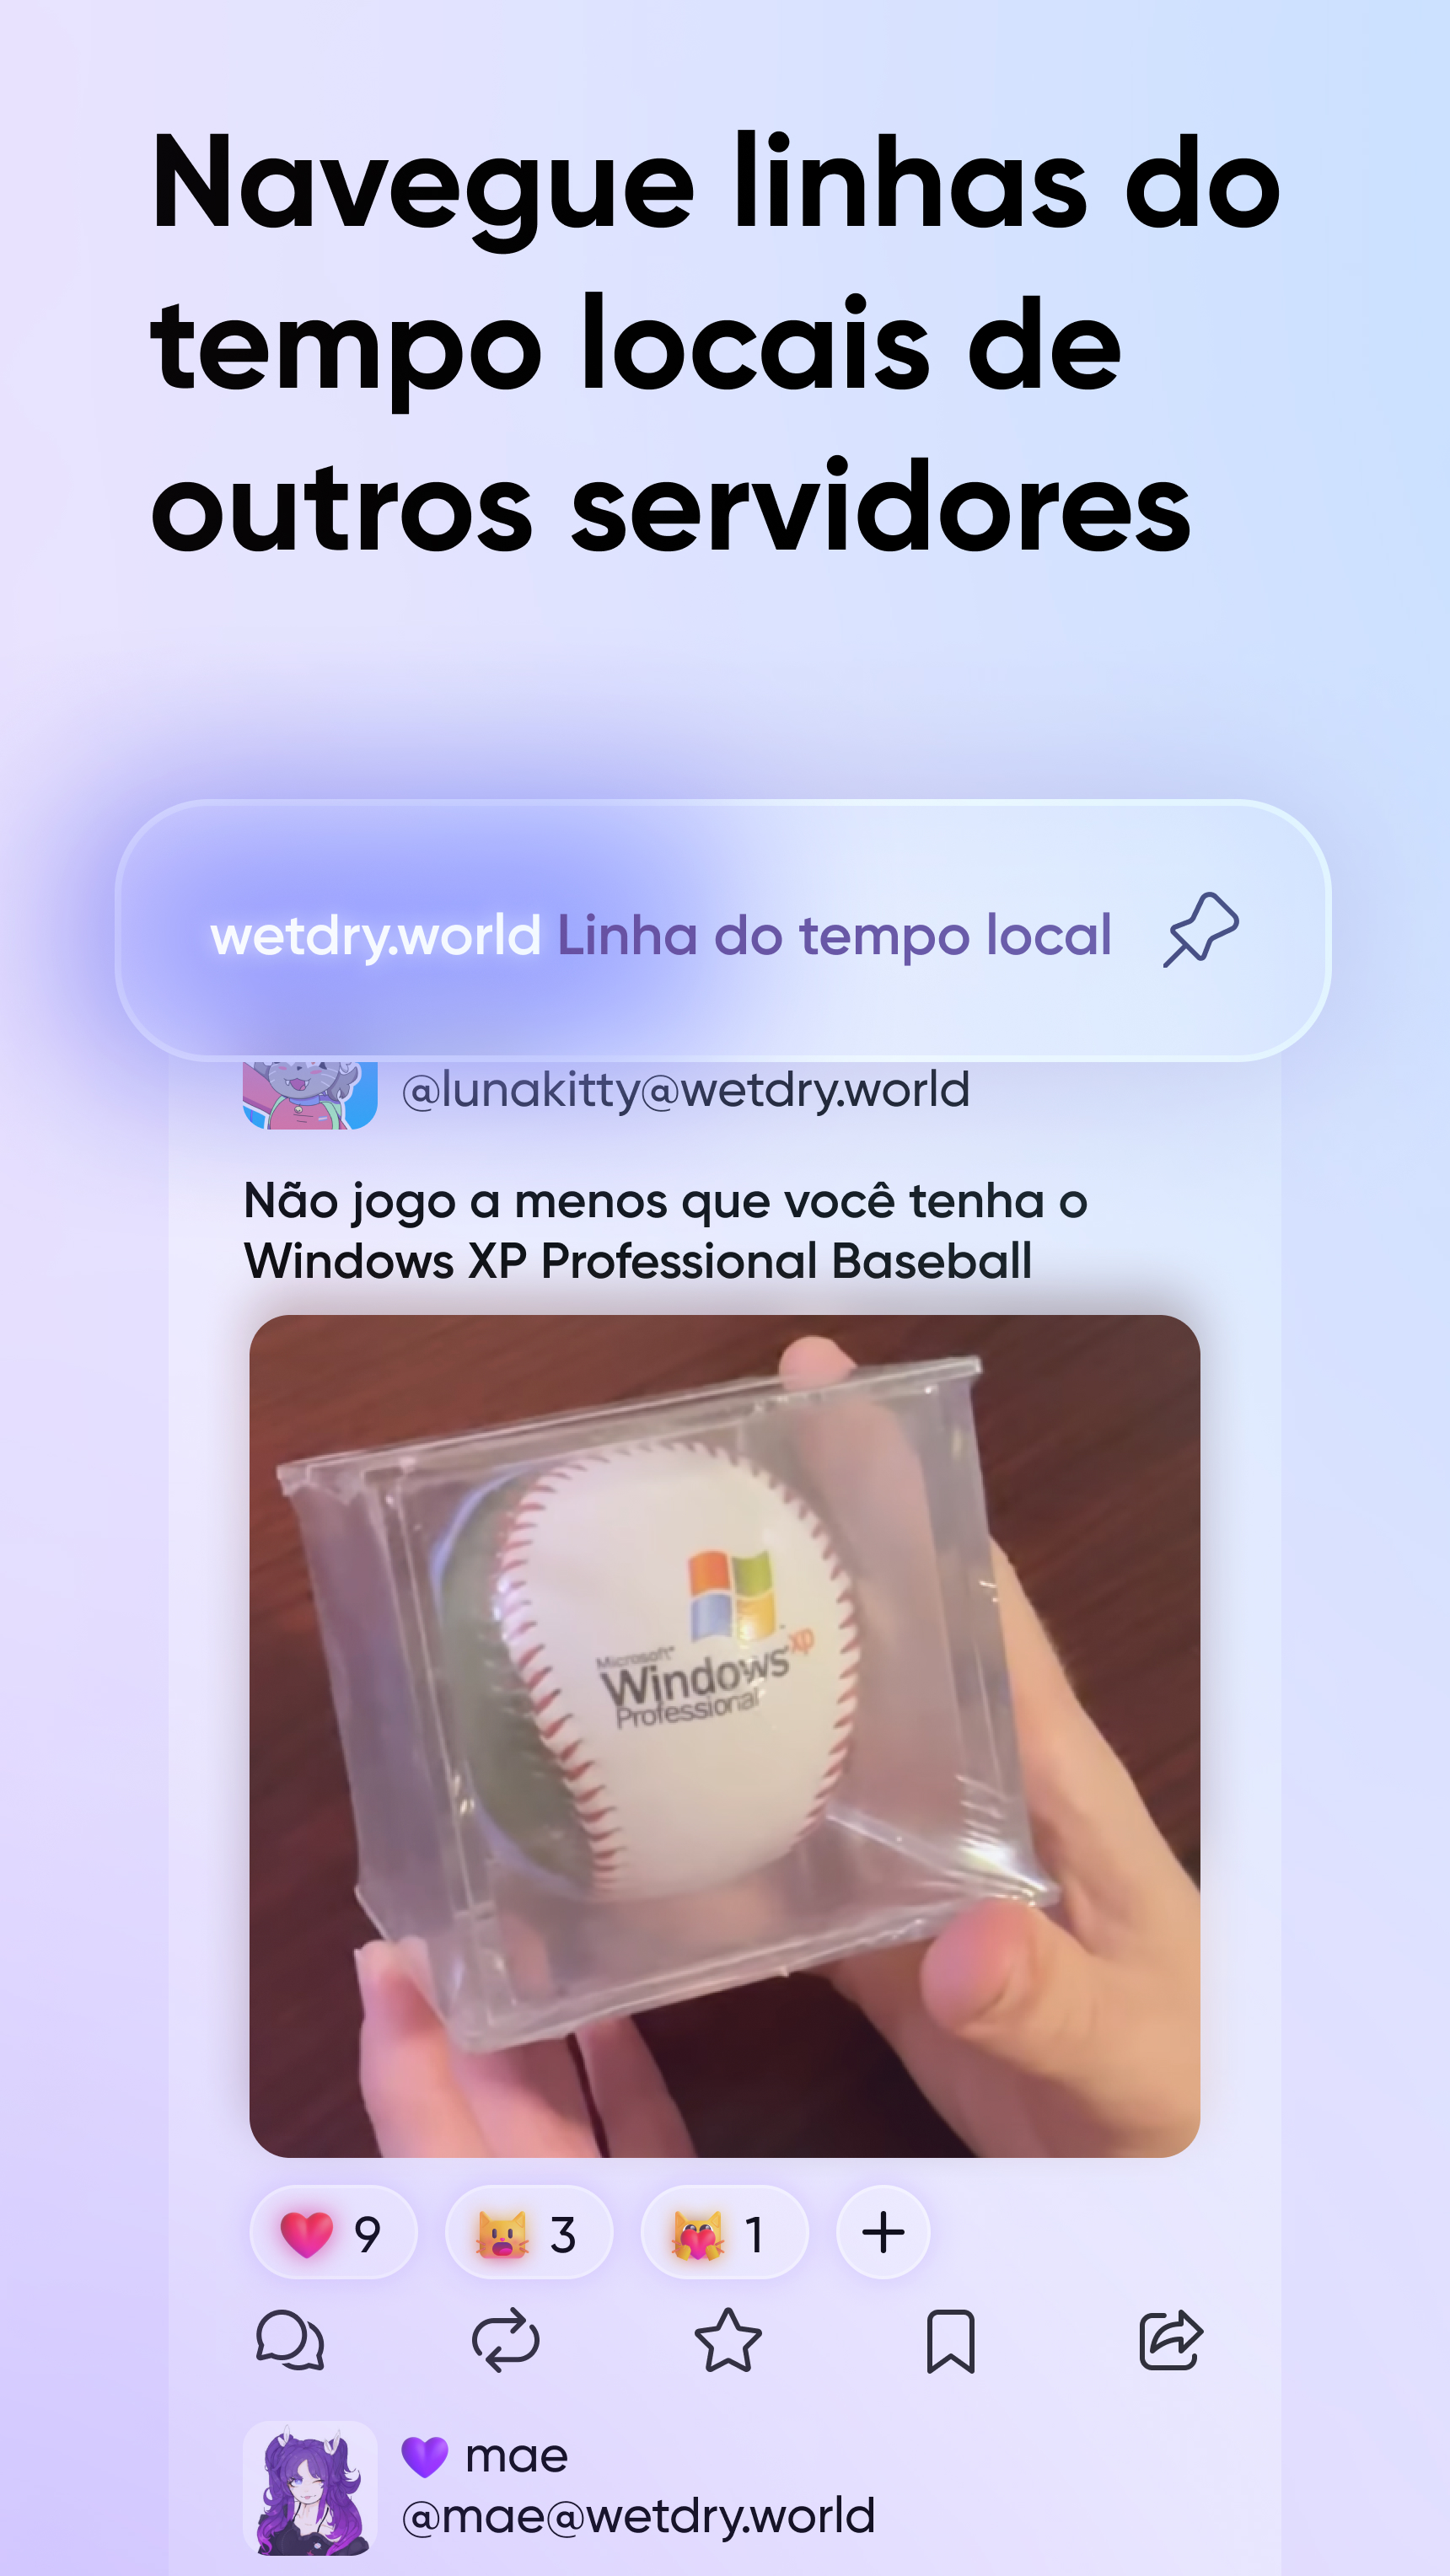 Navegue linhas do
tempo locais de
outros servidores
wetdry.world Linha do tempo local
@lunakitty@wetdry.world
Não jogo a menos que você tenha o
Windows XP Professional Baseball
Microsoft®
Windows xp
Professional
9 3 1
mae
@mae@wetdry.world